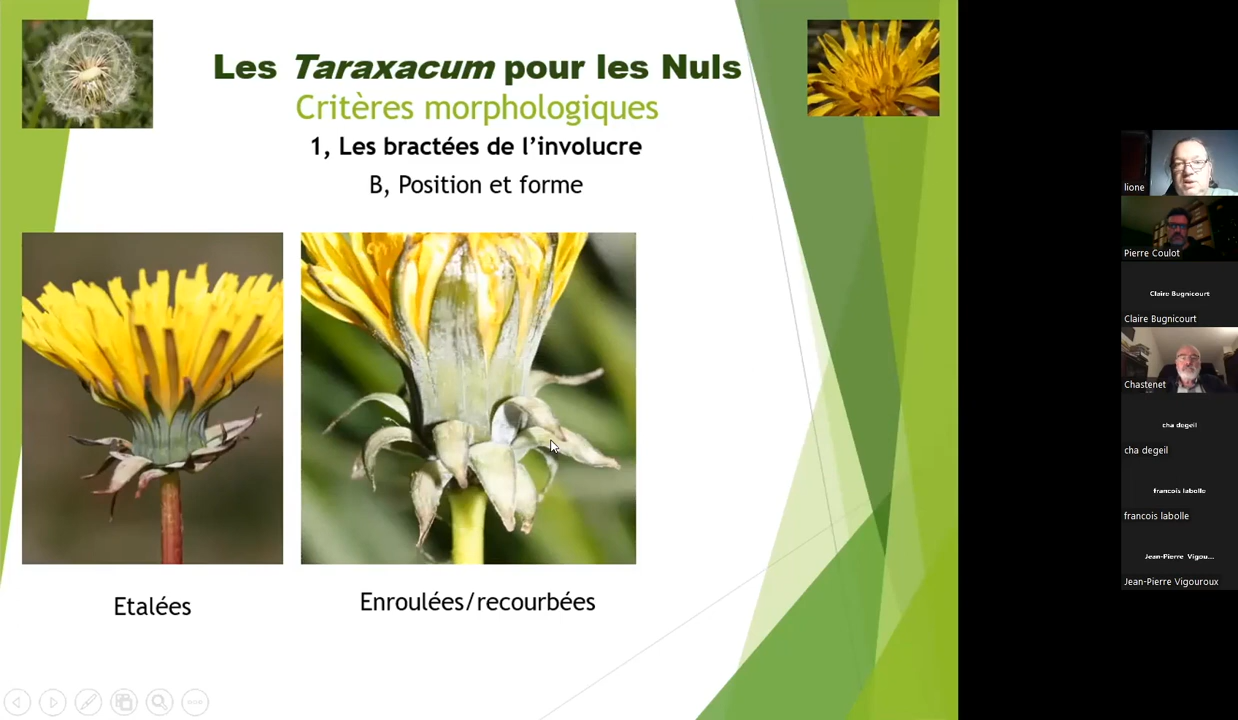 Les Taraxacum pour les Nuls
Critères morphologiques
1, Les bractées de l’involucre
B, Position et forme
Etalées
Enroulées/recourbées
lione
Pierre Coulot
Claire Bugnicourt
Claire Bugnicourt
Chastenet
cha degeil
cha degeil
francois labolle
francois labolle
Jean-Pierre Vigou...
Jean-Pierre Vigouroux